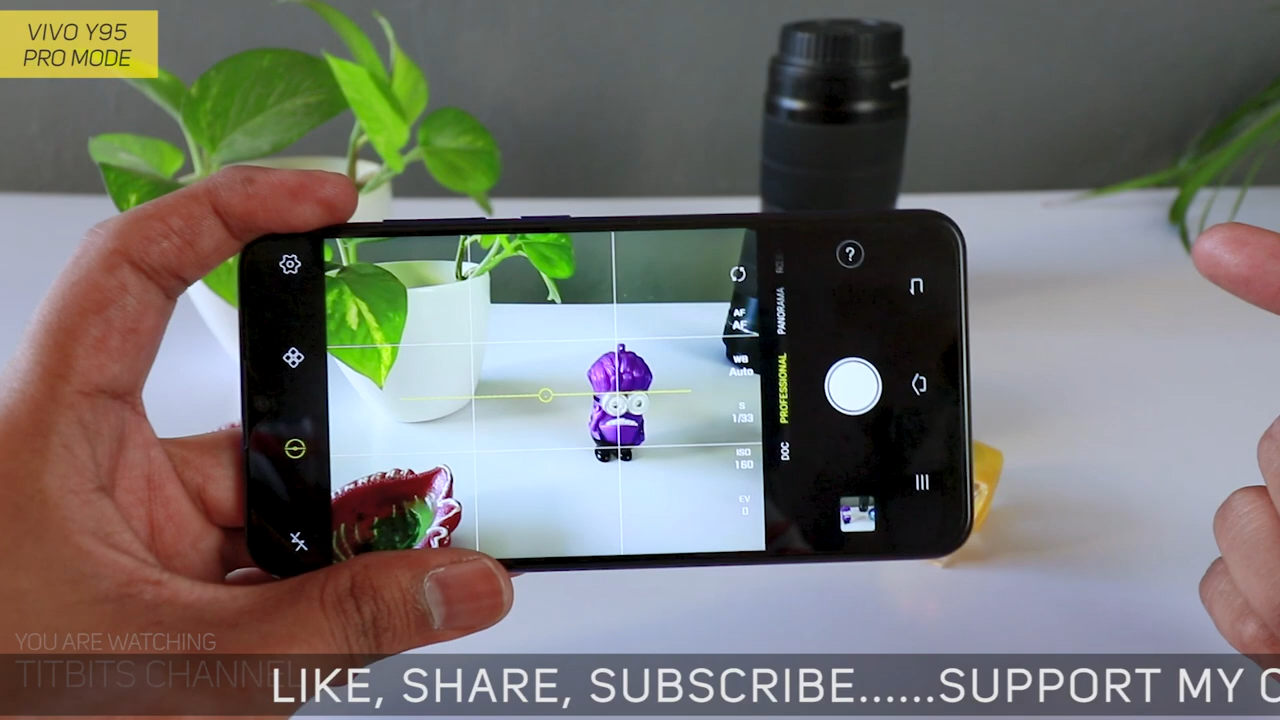 VIVO Y95
PRO MODE
?
AF
AF
WB
Auto
S
1/33
ISO
160
EV
0
PANORAMA
PROFESSIONAL
DOC
YOU ARE WATCHING
TITBITS CHANNEL
LIKE, SHARE, SUBSCRIBE......SUPPORT MY